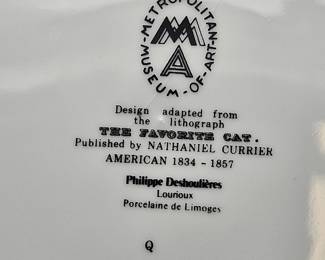 METROPOLITAN
MUSEUM-OF-ART-
MMA
Design adapted from
the lithograph
THE FAVORITE CAT.
Published by NATHANIEL CURRIER
AMERICAN 1834 - 1857
Philippe Deshoulières
Lourioux
Porcelaine de Limoges
Q